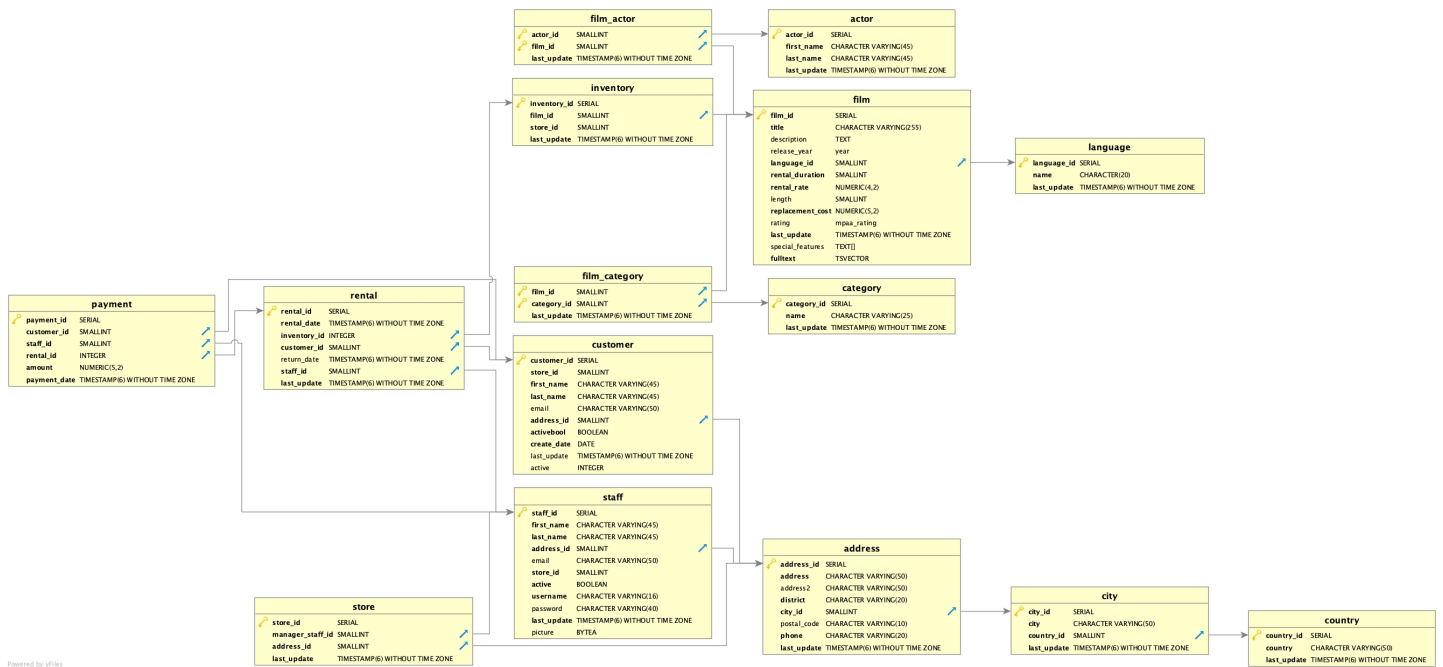 film_actor
actor_id SMALLINT
film_id SMALLINT
last_update TIMESTAMP(6) WITHOUT TIME ZONE
actor
actor_id SERIAL
first_name CHARACTER VARYING(45)
last_name CHARACTER VARYING(45)
last_update TIMESTAMP(6) WITHOUT TIME ZONE
inventory
inventory_id SERIAL
film_id SMALLINT
store_id SMALLINT
last_update TIMESTAMP(6) WITHOUT TIME ZONE
film
film_id SERIAL
title CHARACTER VARYING(255)
description TEXT
release_year year
language_id SMALLINT
rental_duration SMALLINT
rental_rate NUMERIC(4,2)
length SMALLINT
replacement_cost NUMERIC(5,2)
rating mpaa_rating
last_update TIMESTAMP(6) WITHOUT TIME ZONE
special_features TEXT[]
fulltext TSVECTOR
language
language_id SERIAL
name CHARACTER(20)
last_update TIMESTAMP(6) WITHOUT TIME ZONE
film_category
film_id SMALLINT
category_id SMALLINT
last_update TIMESTAMP(6) WITHOUT TIME ZONE
category
category_id SERIAL
name CHARACTER VARYING(25)
last_update TIMESTAMP(6) WITHOUT TIME ZONE
payment
payment_id SERIAL
customer_id SMALLINT
staff_id SMALLINT
rental_id INTEGER
amount NUMERIC(5,2)
payment_date TIMESTAMP(6) WITHOUT TIME ZONE
rental
rental_id SERIAL
rental_date TIMESTAMP(6) WITHOUT TIME ZONE
inventory_id INTEGER
customer_id SMALLINT
return_date TIMESTAMP(6) WITHOUT TIME ZONE
staff_id SMALLINT
last_update TIMESTAMP(6) WITHOUT TIME ZONE
customer
customer_id SERIAL
store_id SMALLINT
first_name CHARACTER VARYING(45)
last_name CHARACTER VARYING(45)
email CHARACTER VARYING(50)
address_id SMALLINT
activebool BOOLEAN
create_date DATE
last_update TIMESTAMP(6) WITHOUT TIME ZONE
active INTEGER
staff
staff_id SERIAL
first_name CHARACTER VARYING(45)
last_name CHARACTER VARYING(45)
address_id SMALLINT
email CHARACTER VARYING(50)
store_id SMALLINT
active BOOLEAN
username CHARACTER VARYING(16)
password CHARACTER VARYING(40)
last_update TIMESTAMP(6) WITHOUT TIME ZONE
picture BYTEA
store
store_id SERIAL
manager_staff_id SMALLINT
address_id SMALLINT
last_update TIMESTAMP(6) WITHOUT TIME ZONE
address
address_id SERIAL
address CHARACTER VARYING(50)
address2 CHARACTER VARYING(50)
district CHARACTER VARYING(20)
city_id SMALLINT
postal_code CHARACTER VARYING(10)
phone CHARACTER VARYING(20)
last_update TIMESTAMP(6) WITHOUT TIME ZONE
city
city_id SERIAL
city CHARACTER VARYING(50)
country_id SMALLINT
last_update TIMESTAMP(6) WITHOUT TIME ZONE
country
country_id SERIAL
country CHARACTER VARYING(50)
last_update TIMESTAMP(6) WITHOUT TIME ZONE
Powered by yFiles